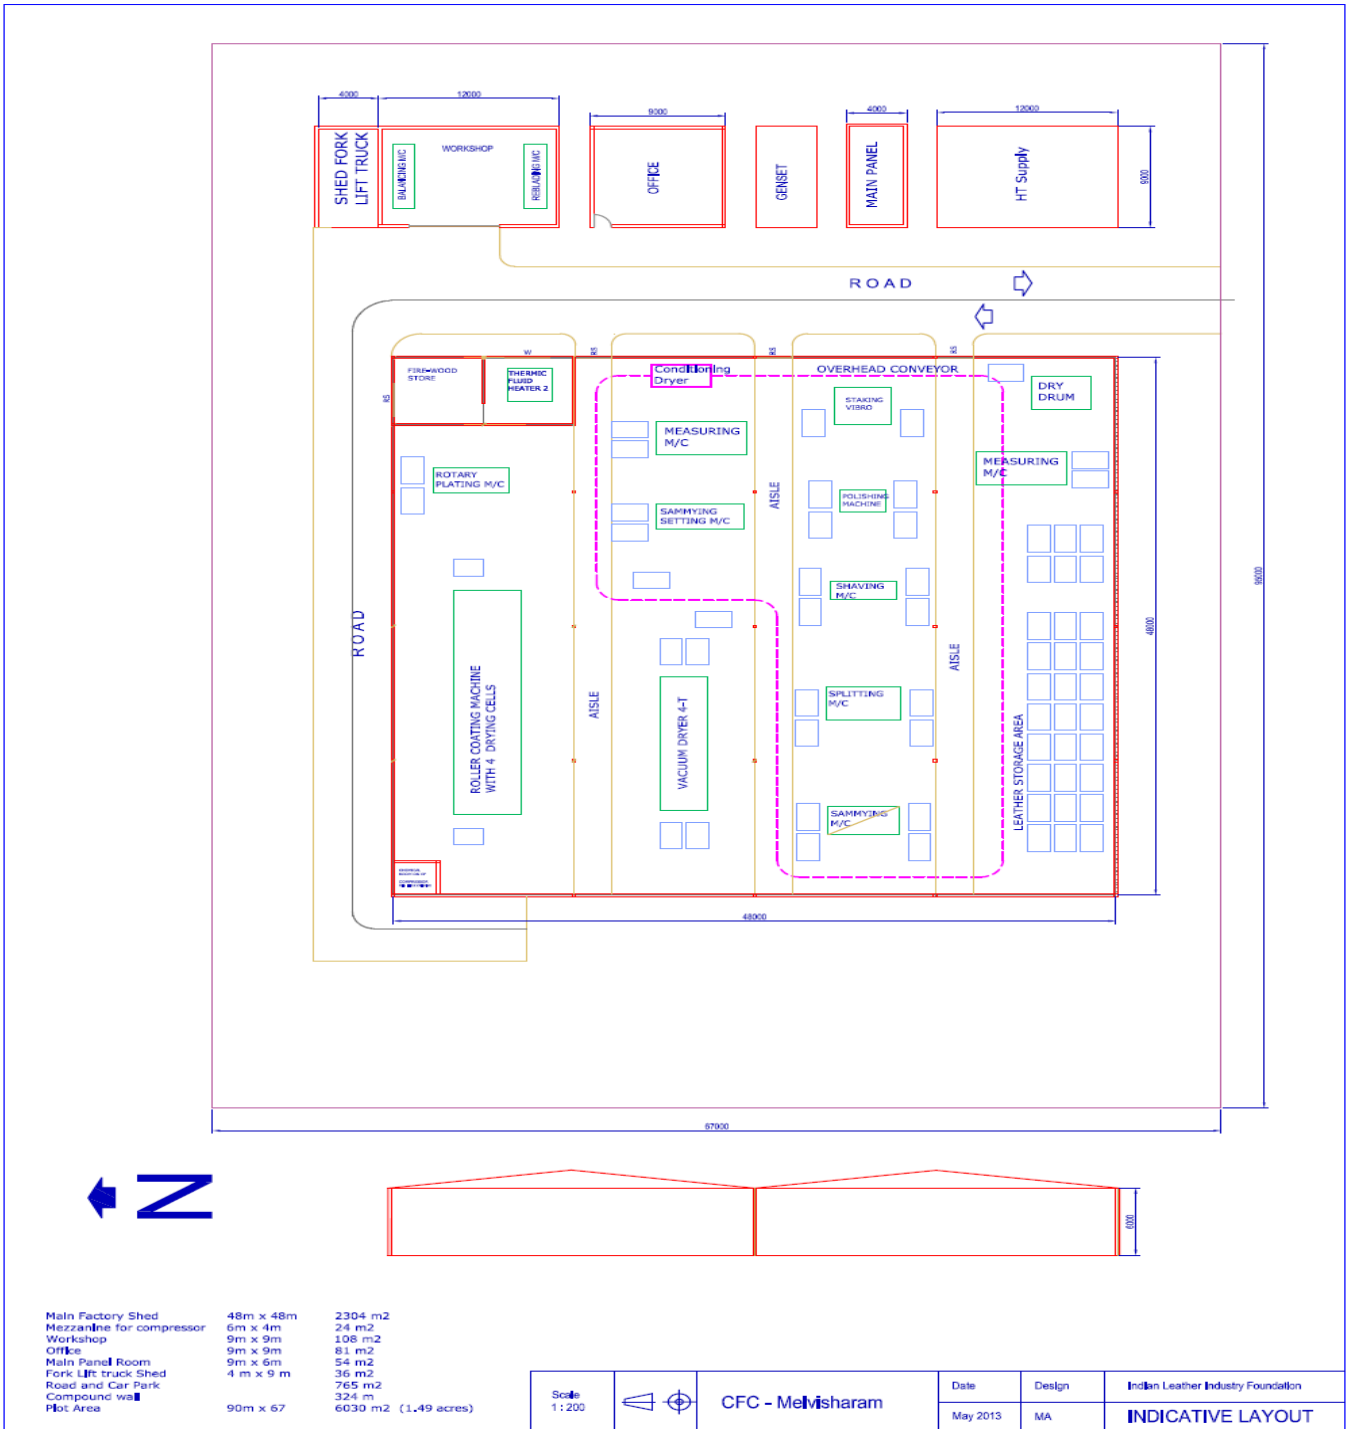 4000
12000
9000
4000
12000
SHED FORK
LIFT TRUCK
BALANCING M/C
WORKSHOP
REBLADING M/C
OFFICE
GENSET
MAIN PANEL
HT Supply
9000
ROAD
RS
W
RS
RS
RS
FIRE-WOOD
STORE
THERMIC
FLUID
HEATER 2
Conditioning
Dryer
OVERHEAD CONVEYOR
STAKING
VIBRO
DRY
DRUM
MEASURING
M/C
MEASURING
M/C
ROTARY
PLATING M/C
SAMMYING
SETTING M/C
AISLE
POLISHING
MACHINE
SHAVING
M/C
ROAD
ROLLER COATING MACHINE
WITH 4 DRYING CELLS
AISLE
VACUUM DRYER 4-T
SPLITTING
M/C
AISLE
LEATHER STORAGE AREA
SAMMYING
M/C
48000
48000
67000
N
6000
Main Factory Shed 48m x 48m 2304 m2
Mezzanine for compressor 6m x 4m 24 m2
Workshop 9m x 9m 108 m2
Office 9m x 9m 81 m2
Main Panel Room 9m x 6m 54 m2
Fork Lift truck Shed 4 m x 9 m 36 m2
Road and Car Park 765 m2
Compound wall 324 m
Plot Area 90m x 67 6030 m2 (1.49 acres)
Scale
1 : 200
CFC - Melvisharam
Date
May 2013
Design
MA
Indian Leather Industry Foundation
INDICATIVE LAYOUT